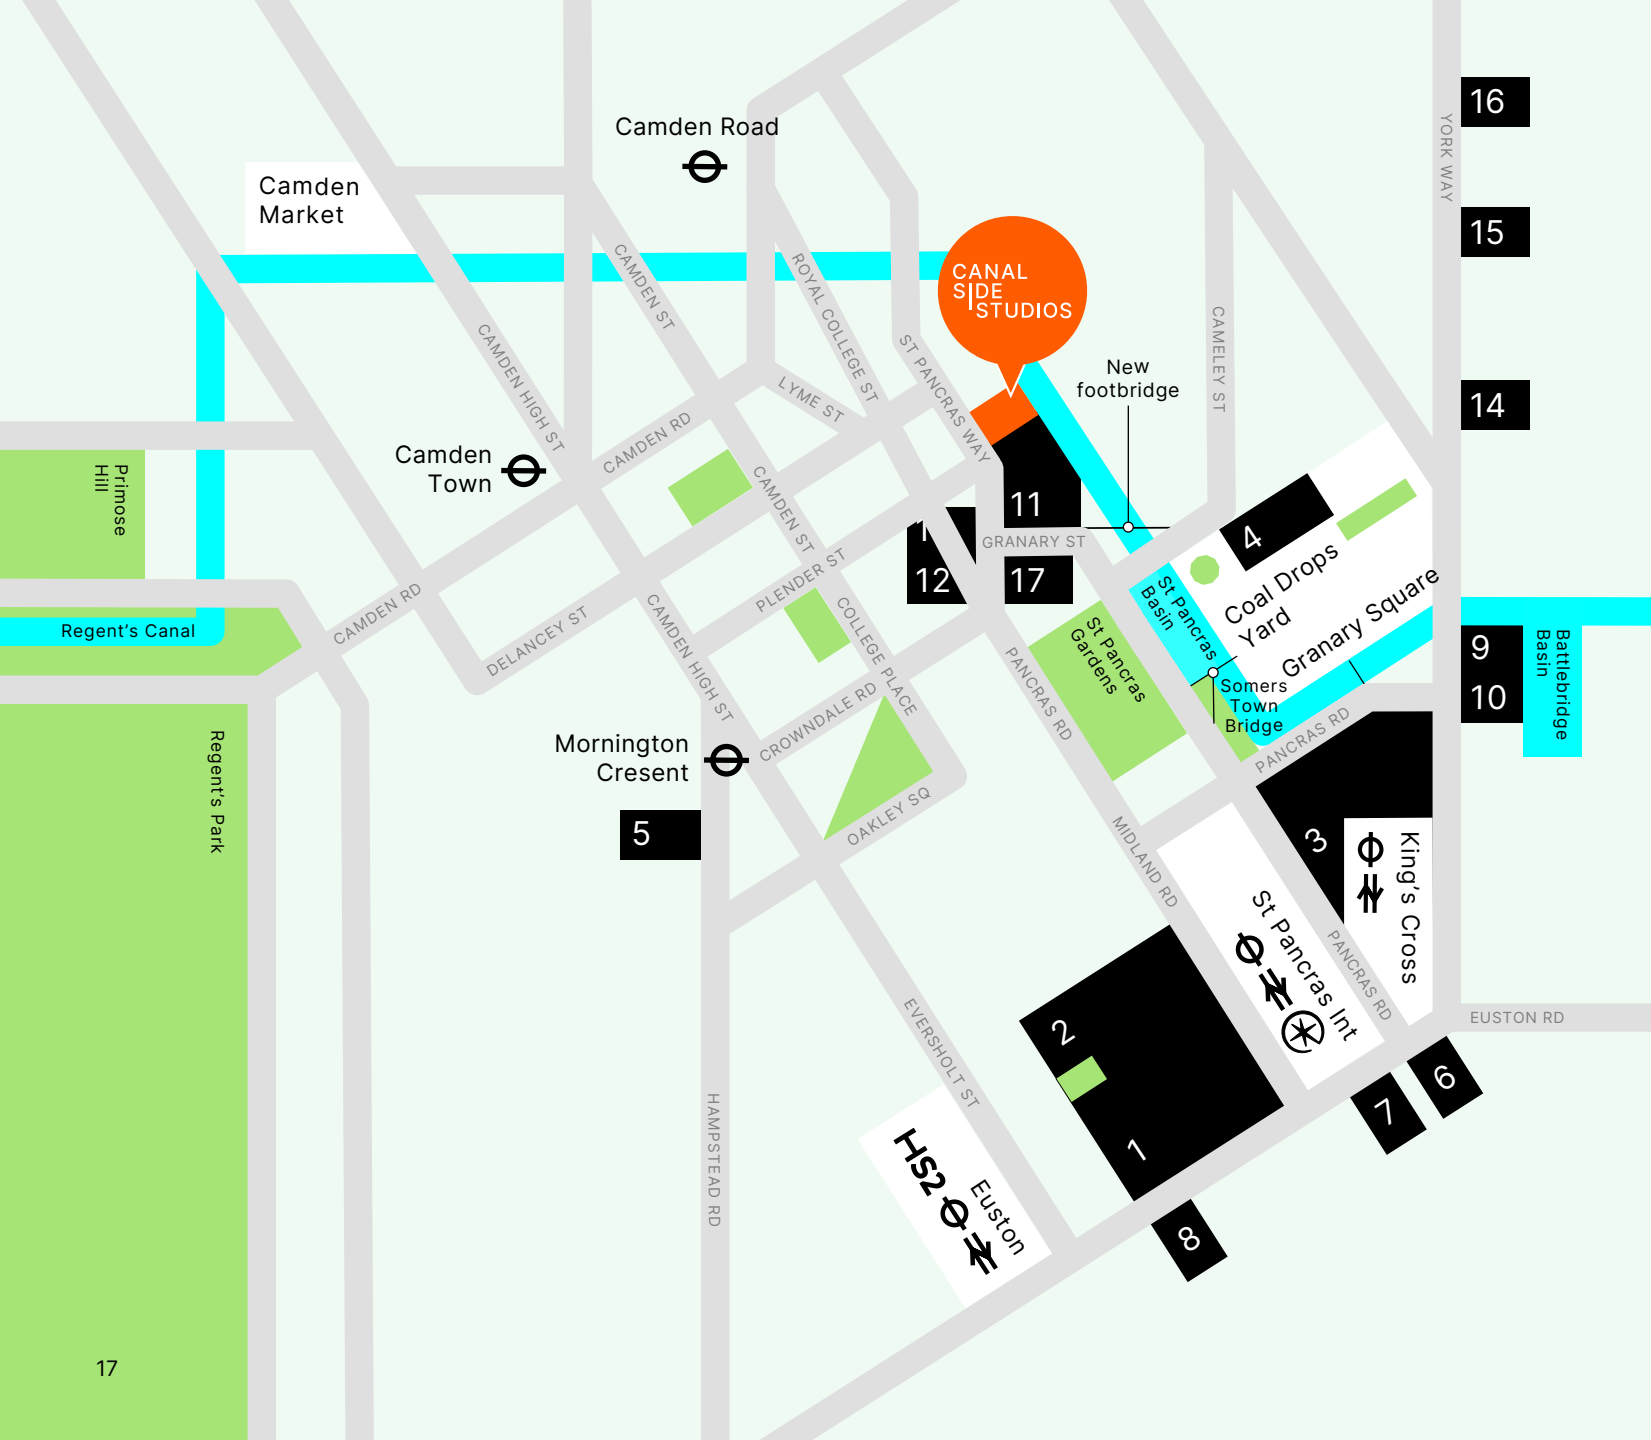 16
Camden Road
YORK WAY
Camden
Market
15
CAMDEN ST
ROYAL COLLEGE ST
CANAL
SIDE
STUDIOS
CAMDEN HIGH ST
ST PANCRAS WAY
CAMELEY ST
New
footbridge
LYME ST
14
CAMDEN RD
Camden
Town
Primose
Hill
CAMDEN ST
11
4
GRANARY ST
12
17
PLENDER ST
St Pancras
Basin
Coal Drops
Yard
Granary Square
CAMDEN RD
DELANCEY ST
CAMDEN HIGH ST
COLLEGE PLACE
St Pancras
Gardens
Regent's Canal
9
10
Battlebridge
Basin
PANCRAS RD
Somers
Town
Bridge
CROWNDALE RD
PANCRAS RD
Mornington
Cresent
Regent's Park
5
OAKLEY SQ
MIDLAND RD
3
King's Cross
St Pancras Int
PANCRAS RD
EUSTON RD
2
EVERSHOLT ST
1
6
7
HAMPSTEAD RD
HS2
Euston
8
17